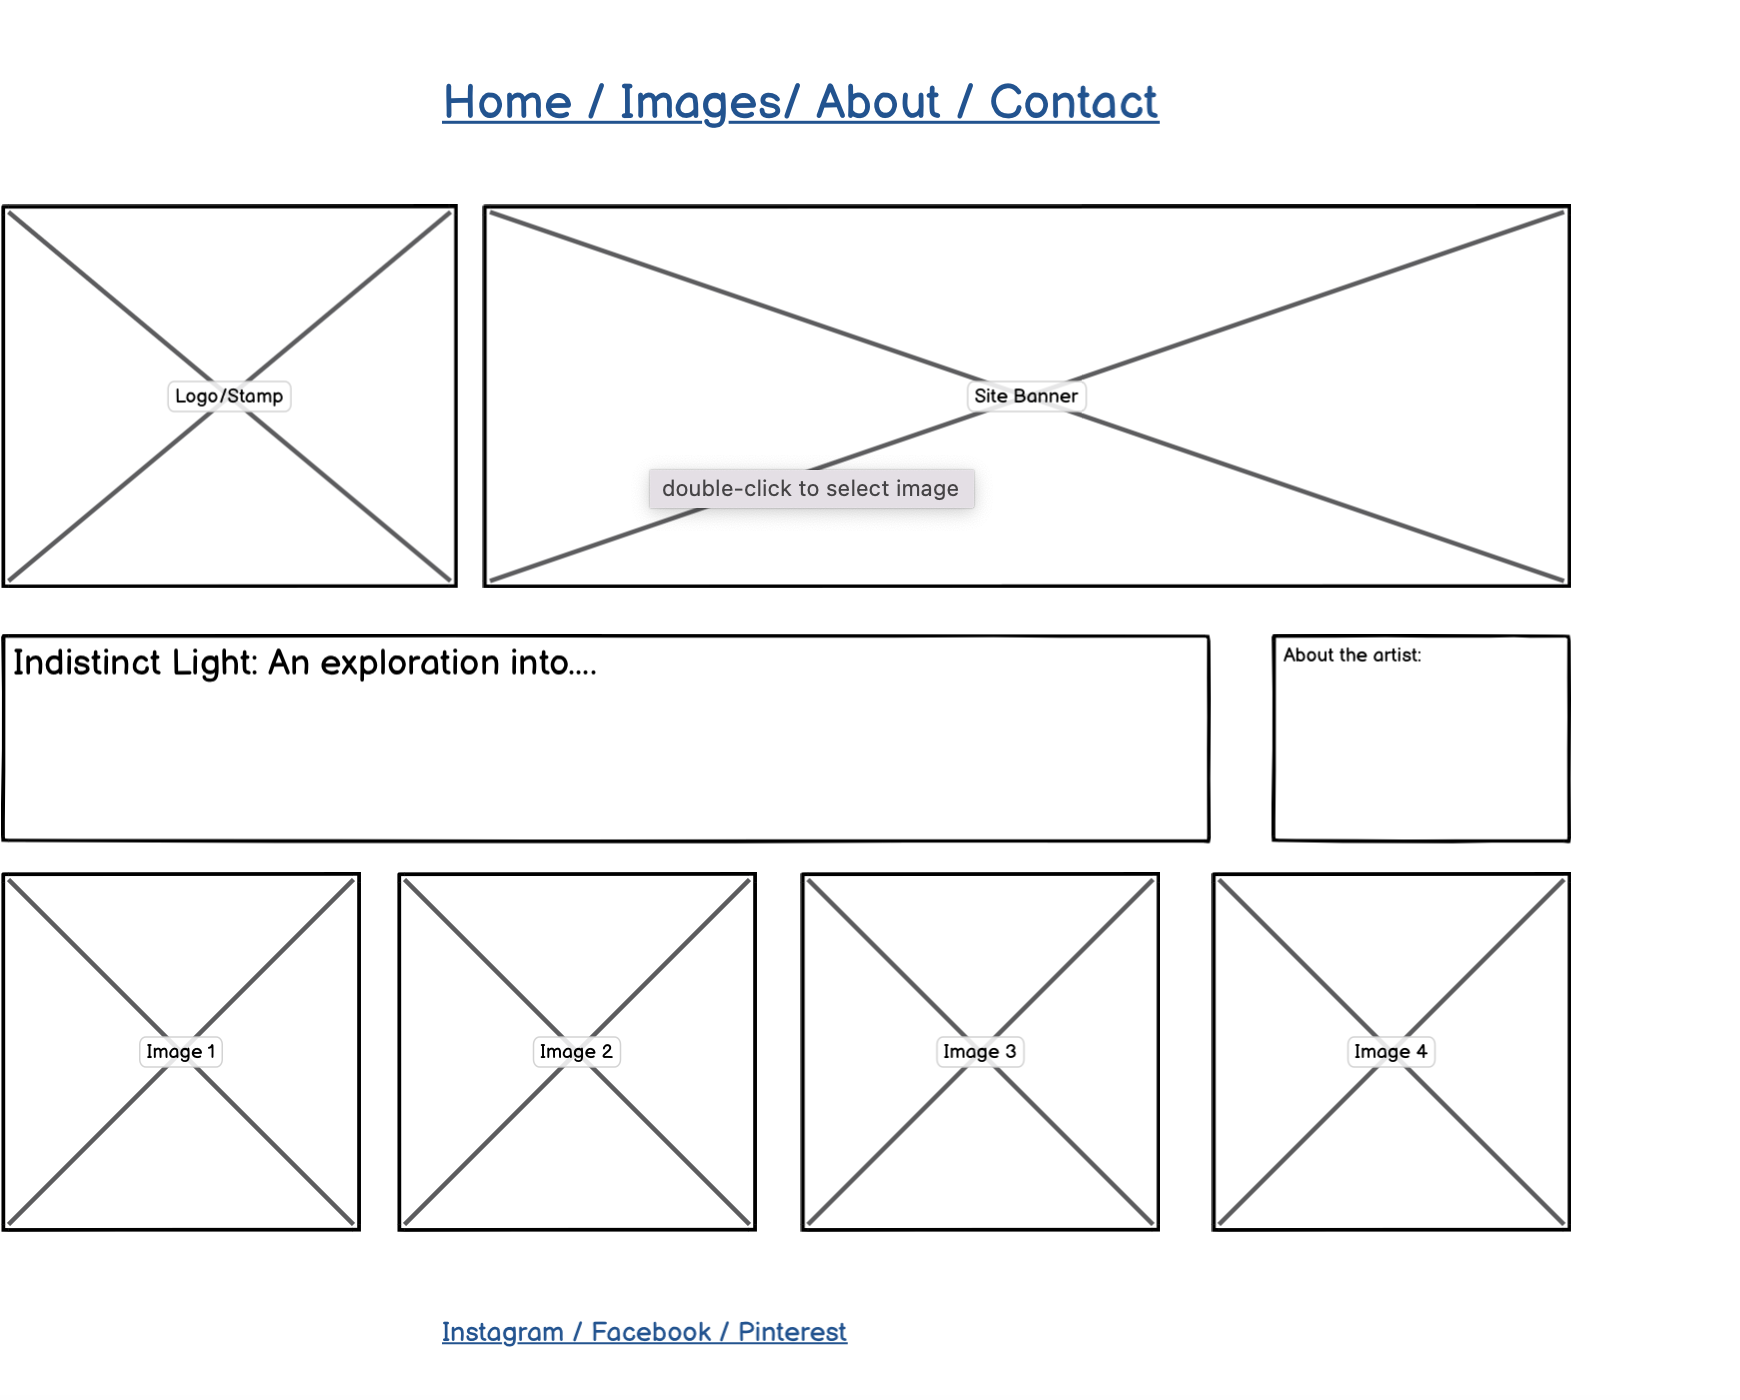 Home / Images/ About / Contact
Logo/Stamp
Site Banner
double-click to select image
Indistinct Light: An exploration into....
About the artist:
Image 1
Image 2
Image 3
Image 4
Instagram / Facebook / Pinterest